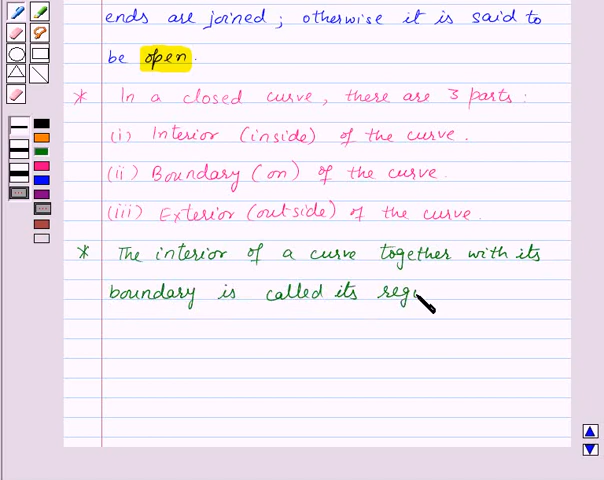 ends are joined; otherwise it is said to
be open.
* In a closed curve, there are 3 parts:
(i) Interior (inside) of the curve.
(ii) Boundary (on) of the curve.
(iii) Exterior (outside) of the curve.
* The interior of a curve together with its
boundary is called its reg